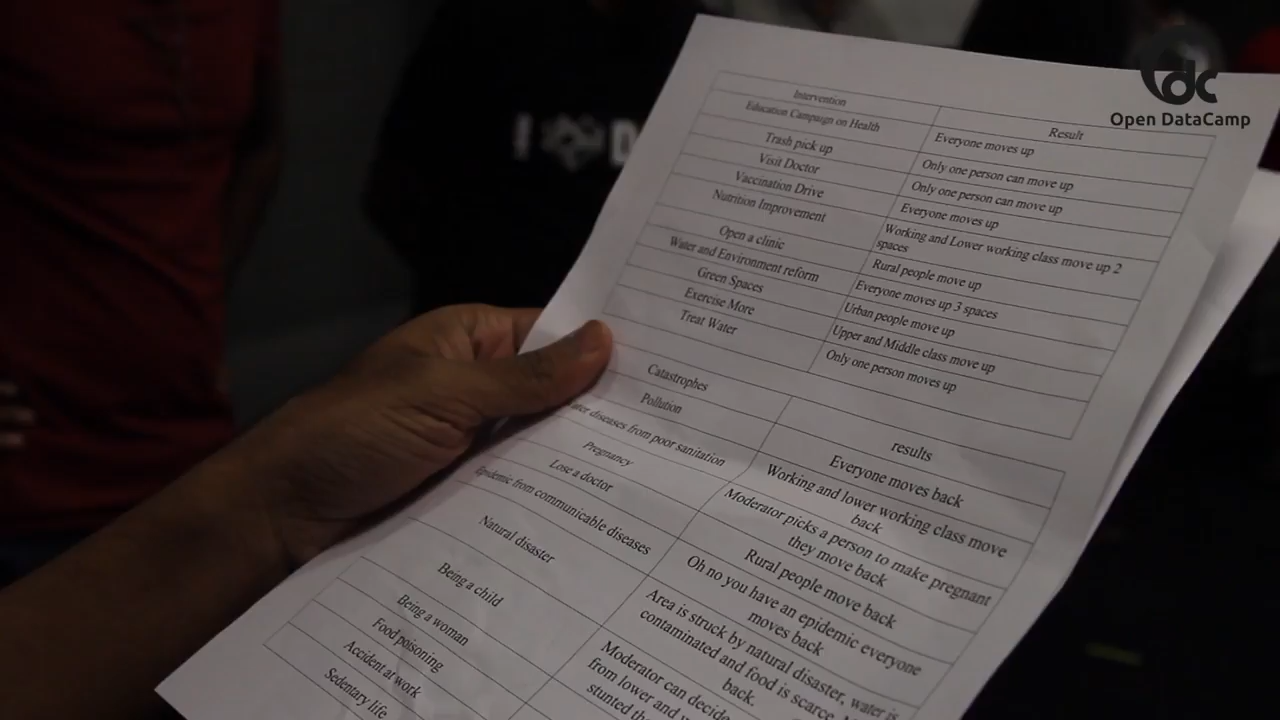 dc
Open DataCamp
Intervention Result
Education Campaign on Health Everyone moves up
Trash pick up Only one person can move up
Visit Doctor Only one person can move up
Vaccination Drive Everyone moves up
Nutrition Improvement Working and Lower working class move up 2
spaces
Open a clinic Rural people move up
Water and Environment reform Everyone moves up 3 spaces
Green Spaces Urban people move up
Exercise More Upper and Middle class move up
Treat Water Only one person moves up
Catastrophes results
Pollution Everyone moves back
diseases from poor sanitation Working and lower working class move
back
Pregnancy Moderator picks a person to make pregnant
they move back
Lose a doctor Rural people move back
Epidemic from communicable diseases Oh no you have an epidemic everyone
moves back
Natural disaster Area is struck by natural disaster, water is
contaminated and food is scarce.
back.
Being a child Moderator can decide
from lower and
stunted
Being a woman
Food poisoning
Accident at work
Sedentary life